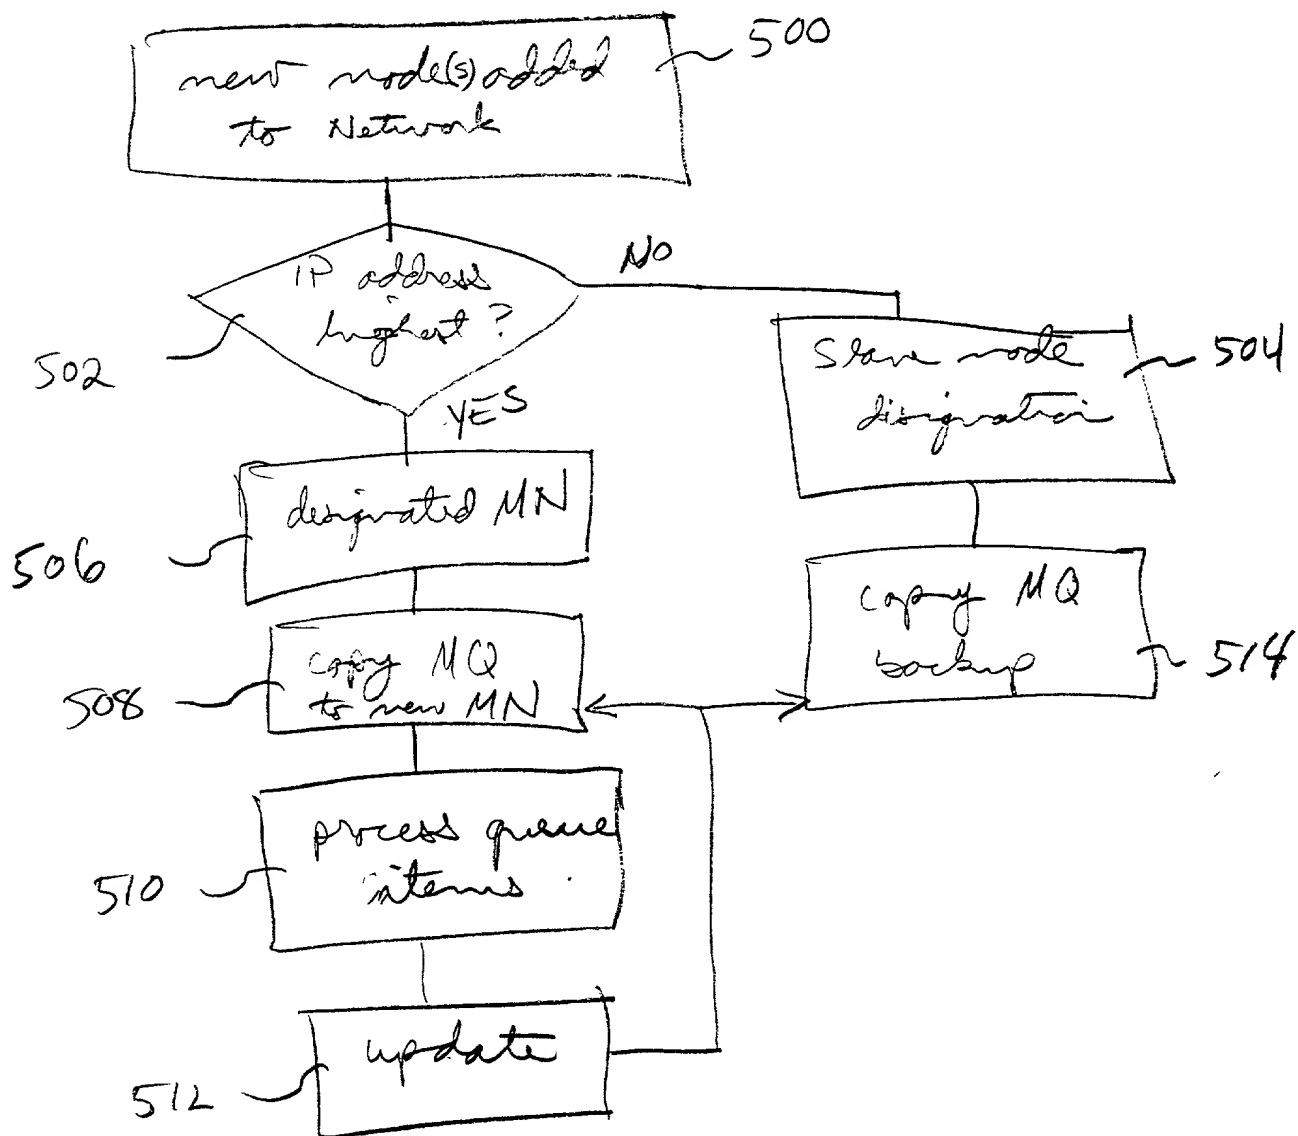 new node(s) added
to Network
500
IP address
highest?
NO
502
YES
Slave node
designation
504
designated MN
506
copy MQ
to new MN
508
copy MQ
backup
514
process queue
items
510
update
512